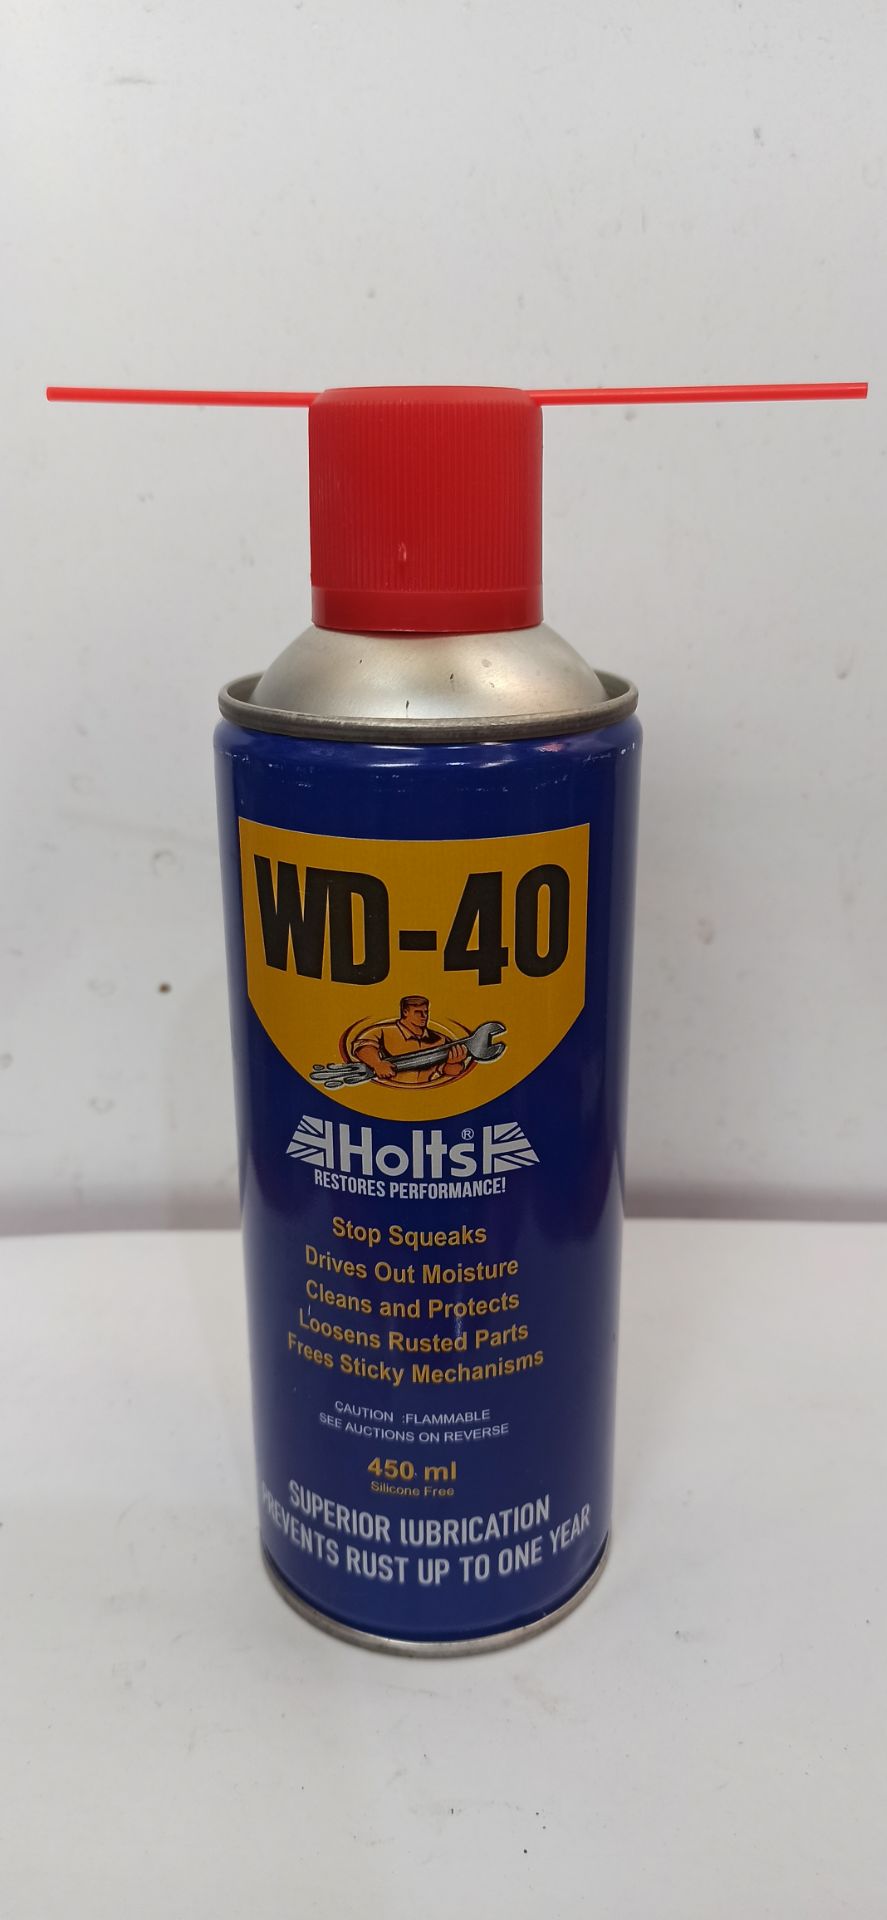 WD-40
Holts®
RESTORES PERFORMANCE!
Stop Squeaks
Drives Out Moisture
Cleans and Protects
Loosens Rusted Parts
Frees Sticky Mechanisms
CAUTION :FLAMMABLE
SEE AUCTIONS ON REVERSE
450 ml
Silicone Free
SUPERIOR lUBRICATION
PREVENTS RUST UP TO ONE YEAR